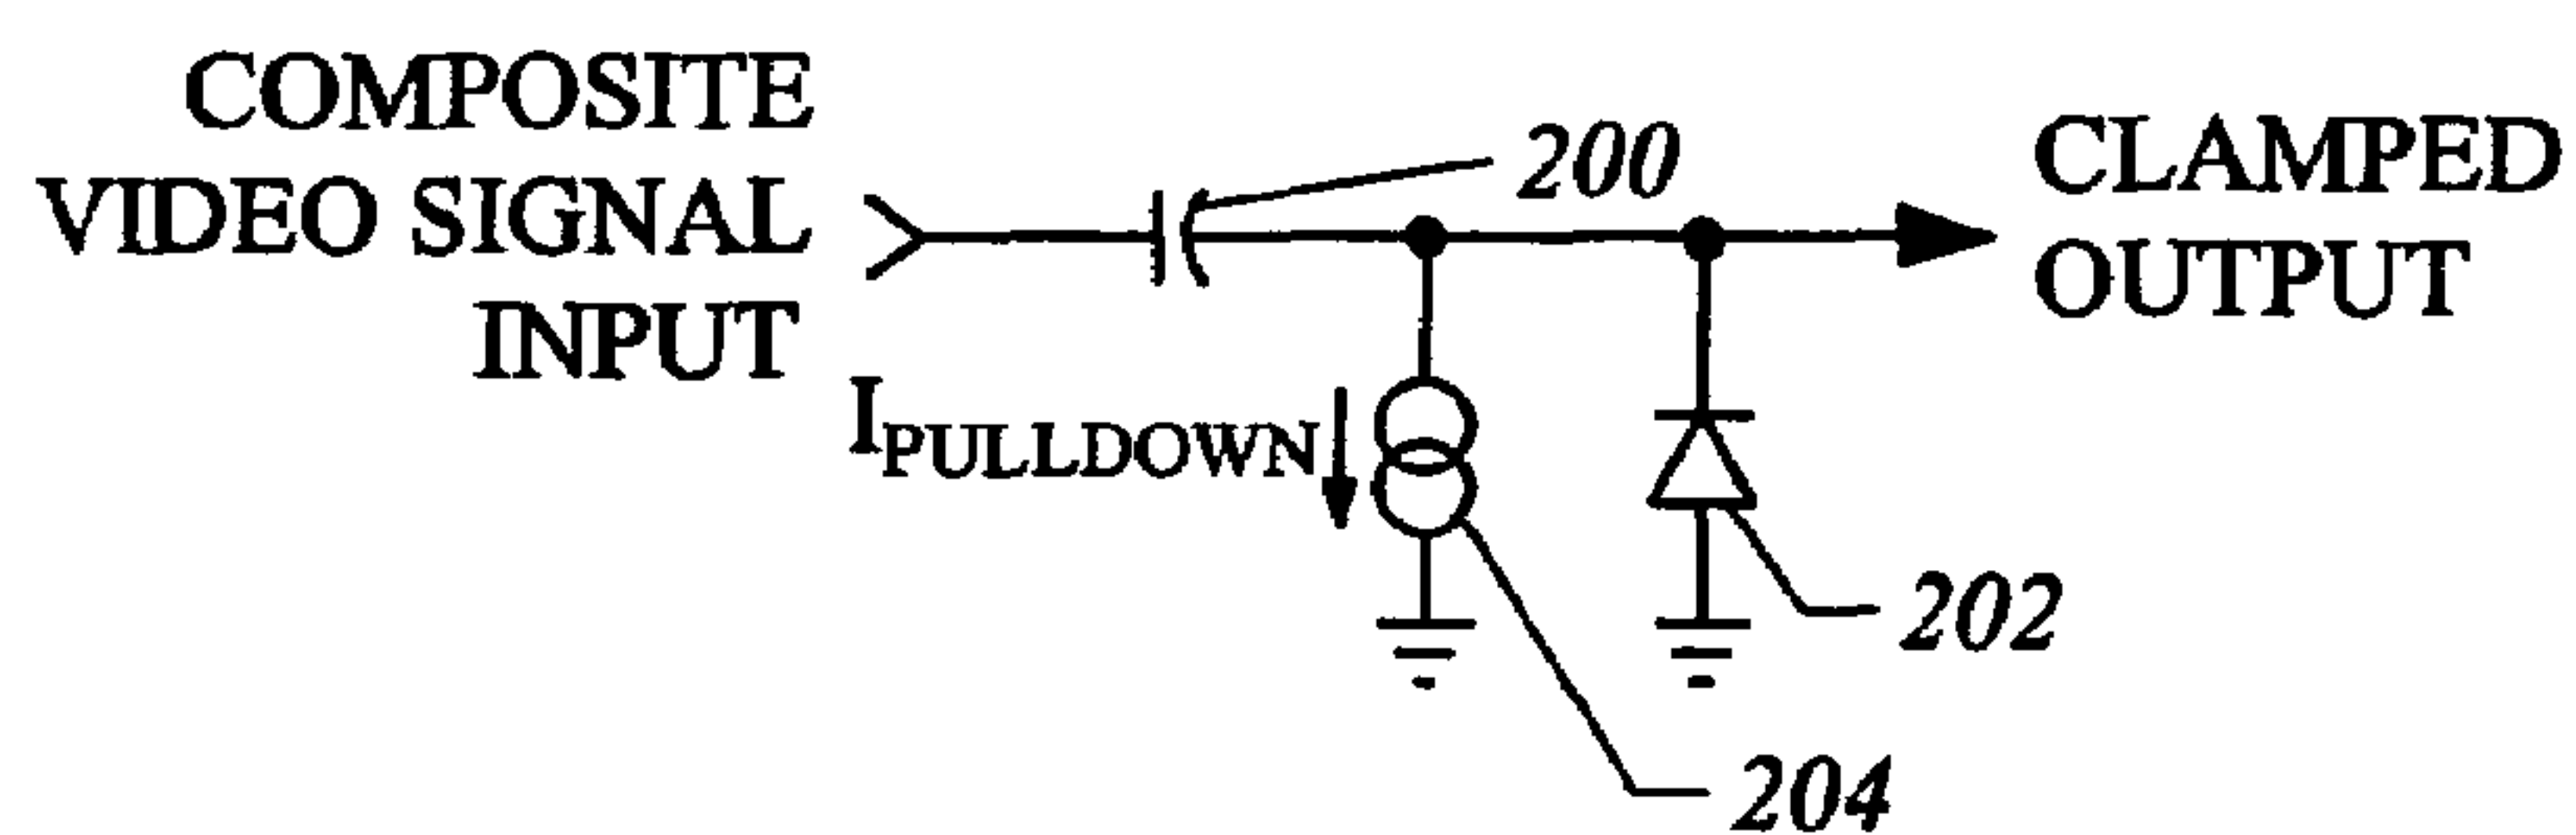 COMPOSITE
VIDEO SIGNAL
INPUT
200
CLAMPED
OUTPUT
IPULLDOWN
202
204